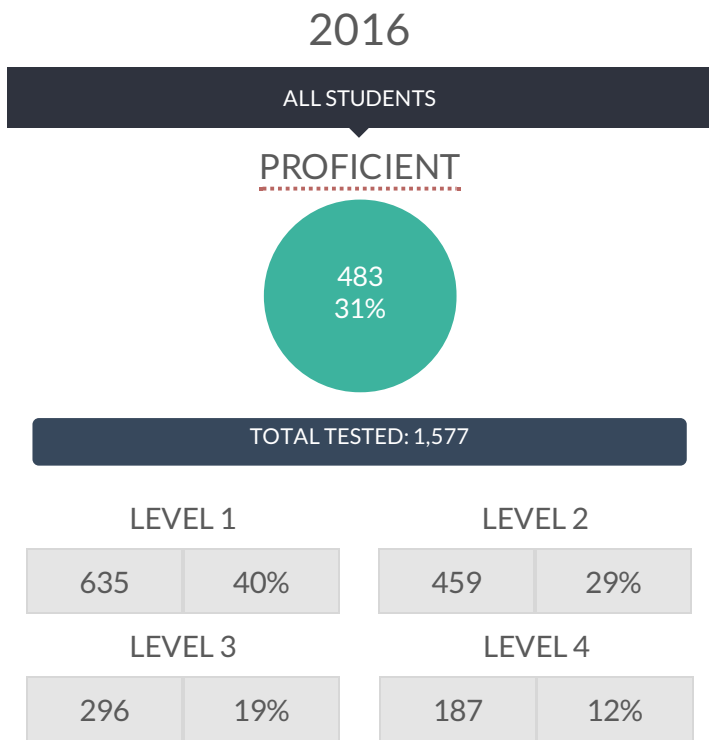 2016
ALL STUDENTS
PROFICIENT
483
31%
TOTAL TESTED: 1,577
LEVEL 1
635 40%
LEVEL 2
459 29%
LEVEL 3
296 19%
LEVEL 4
187 12%